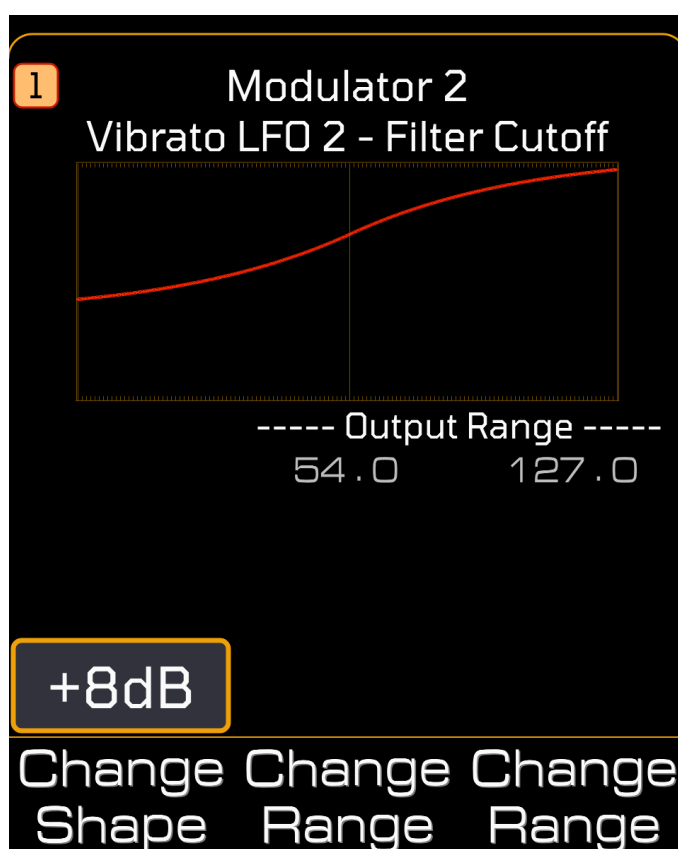 1
Modulator 2
Vibrato LFO 2 - Filter Cutoff
----- Output Range -----
54.0 127.0
+8dB
Change Change Change
Shape Range Range